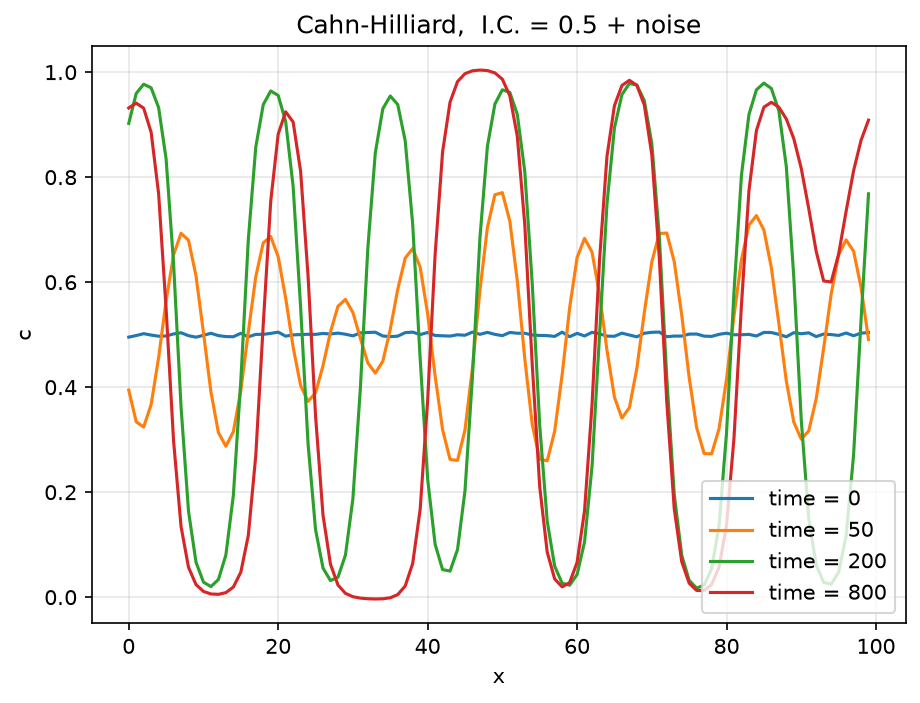 Cahn-Hilliard,  I.C. = 0.5 + noise
1.0
0.8
0.6
0.4
0.2
0.0
c
0 20 40 60 80 100
x
time = 0
time = 50
time = 200
time = 800